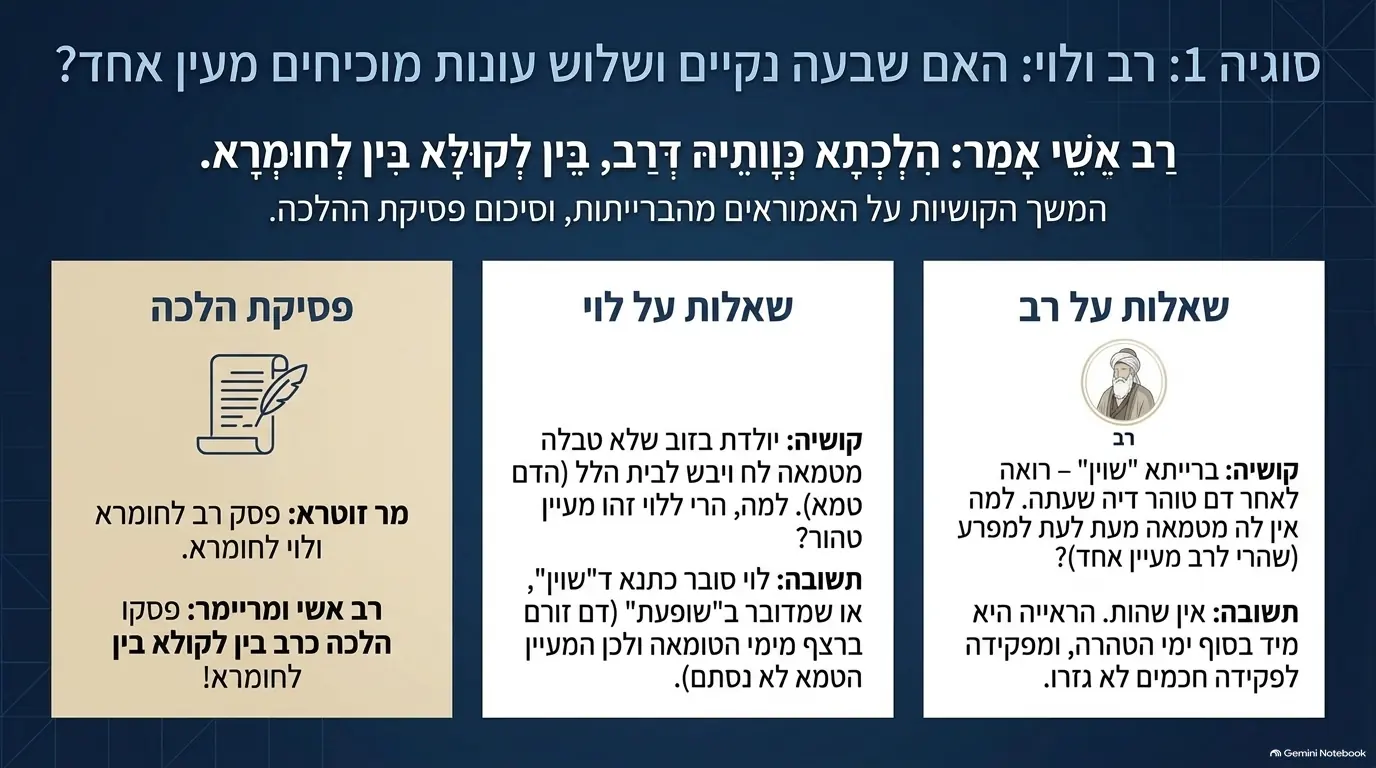 סוגיה 1: רב ולוי: האם שבעה נקיים ושלוש עונות מוכיחים מעין אחד?
רַב אַשִּׁי אָמַר: הִלְכְתָא כְּוָותֵיהּ דְּרַב, בֵּין לְקוּלָּא בֵּין לְחוּמְרָא.
המשך הקושיות על האמוראים מהברייתות, וסיכום פסיקת ההלכה.
שאלות על רב
רב
קושיה: ברייתא "שוין" – רואה
לאחר דם טוהר דיה שעתה. למה
אין לה מטמאה מעת לעת למפרע
(שהרי לרב מעיין אחד)?
תשובה: אין שהות. הראייה היא
מיד בסוף ימי הטהרה, ומפקידה
לפקידה חכמים לא גזרו.
שאלות על לוי
קושיה: יולדת בזוב שלא טבלה
מטמאה לח ויבש לבית הלל (הדם
טמא). למה, הרי ללוי זהו מעיין
טהור?
תשובה: לוי סובר כתנא ד"שוין",
או שמדובר ב"שופעת" (דם זורם
ברצף מימי הטומאה ולכן המעיין
הטמא לא נסתם).
פסיקת הלכה
מר זוטרא: פסק רב לחומרא
ולוי לחומרא.
רב אשי ומריימר: פסקו
הלכה כרב בין לקולא בין
לחומרא!
Gemini Notebook